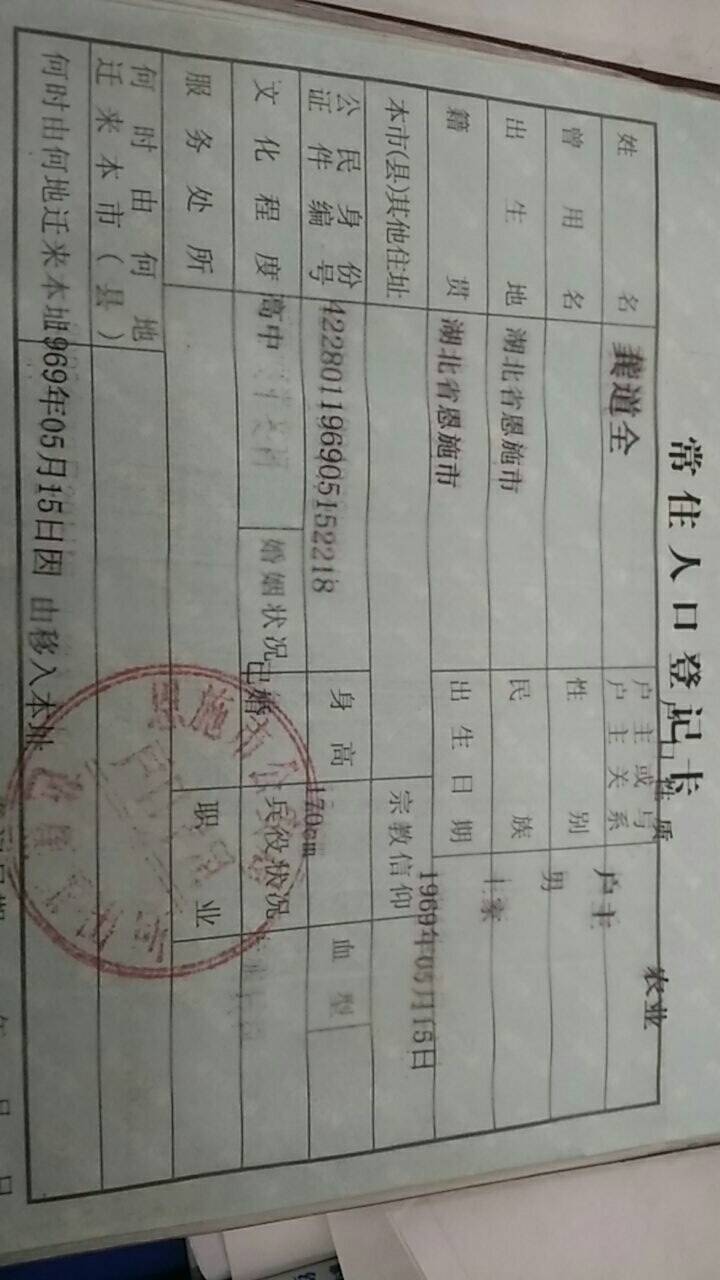 常住人口登记卡
户口性质 农业
姓名 龚道全 户主或与户主关系 户主
曾用名 性别 男
出生地 湖北省恩施市 民族 土家
籍贯 湖北省恩施市 出生日期 1969年05月15日
本市(县)其他住址 宗教信仰
公民身份证件编号 422801196905152218 身高 170cm 血型
文化程度 高中 婚姻状况 已婚 兵役状况
服务处所 职业
何时由何地迁来本市(县)
何时由何地迁来本址 1969年05月15日因 由移入本址
年 月 日